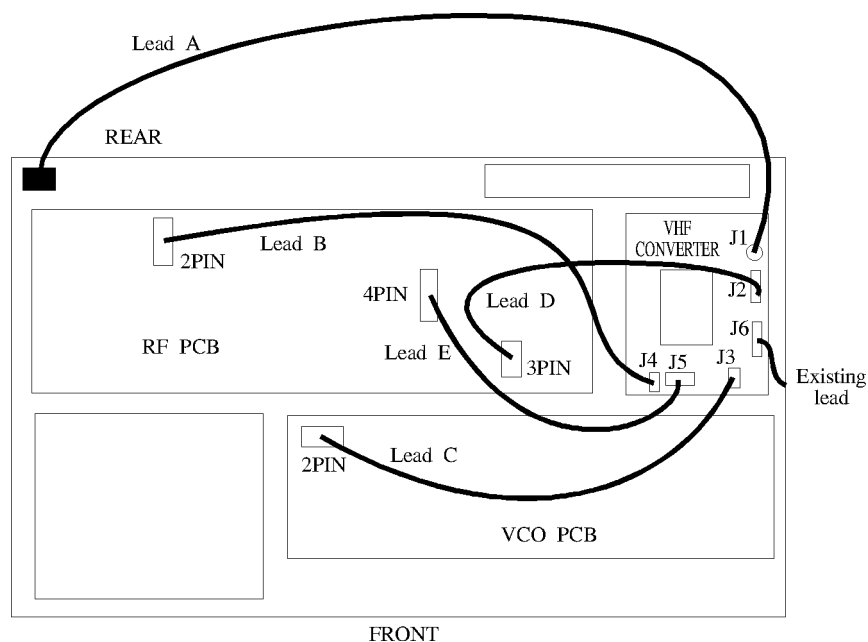 Lead A
REAR
Lead B
2PIN
VHF
CONVERTER
J1
J2
4PIN
Lead D
J6
RF PCB
Lead E
3PIN
J4
J5
J3
Existing
lead
2PIN
Lead C
VCO PCB
FRONT